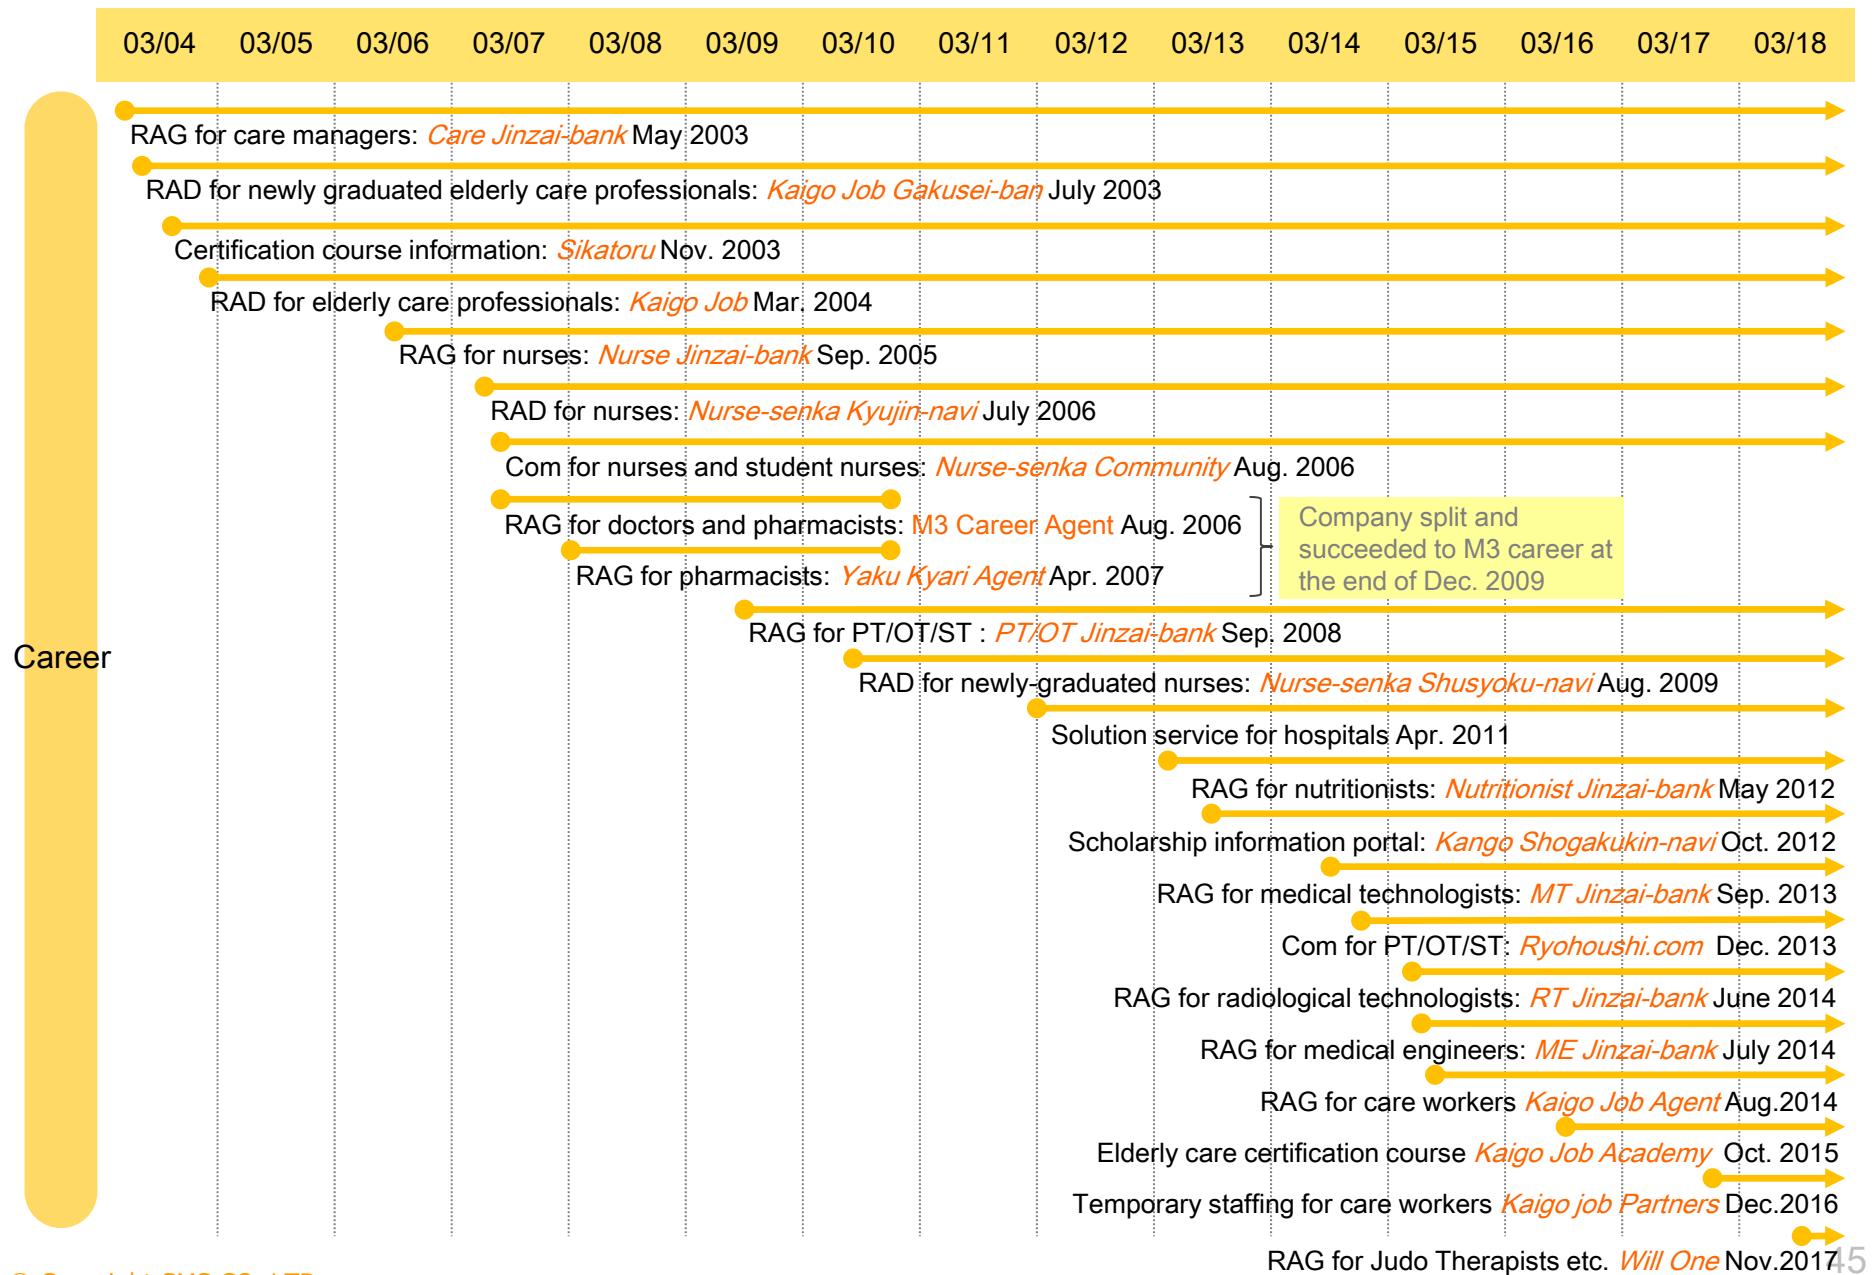 03/04 03/05 03/06 03/07 03/08 03/09 03/10 03/11 03/12 03/13 03/14 03/15 03/16 03/17 03/18
RAG for care managers: Care Jinzai-bank May 2003
RAD for newly graduated elderly care professionals: Kaigo Job Gakusei-ban July 2003
Certification course information: Sikatoru Nov. 2003
RAD for elderly care professionals: Kaigo Job Mar. 2004
RAG for nurses: Nurse Jinzai-bank Sep. 2005
RAD for nurses: Nurse-senka Kyujin-navi July 2006
Com for nurses and student nurses: Nurse-senka Community Aug. 2006
RAG for doctors and pharmacists: M3 Career Agent Aug. 2006
RAG for pharmacists: Yaku Kyari Agent Apr. 2007
Company split and
succeeded to M3 career at
the end of Dec. 2009
RAG for PT/OT/ST : PT/OT Jinzai-bank Sep. 2008
Career
RAD for newly-graduated nurses: Nurse-senka Shusyoku-navi Aug. 2009
Solution service for hospitals Apr. 2011
RAG for nutritionists: Nutritionist Jinzai-bank May 2012
Scholarship information portal: Kango Shogakukin-navi Oct. 2012
RAG for medical technologists: MT Jinzai-bank Sep. 2013
Com for PT/OT/ST: Ryohoushi.com Dec. 2013
RAG for radiological technologists: RT Jinzai-bank June 2014
RAG for medical engineers: ME Jinzai-bank July 2014
RAG for care workers Kaigo Job Agent Aug.2014
Elderly care certification course Kaigo Job Academy Oct. 2015
Temporary staffing for care workers Kaigo job Partners Dec.2016
RAG for Judo Therapists etc. Will One Nov.2017
45